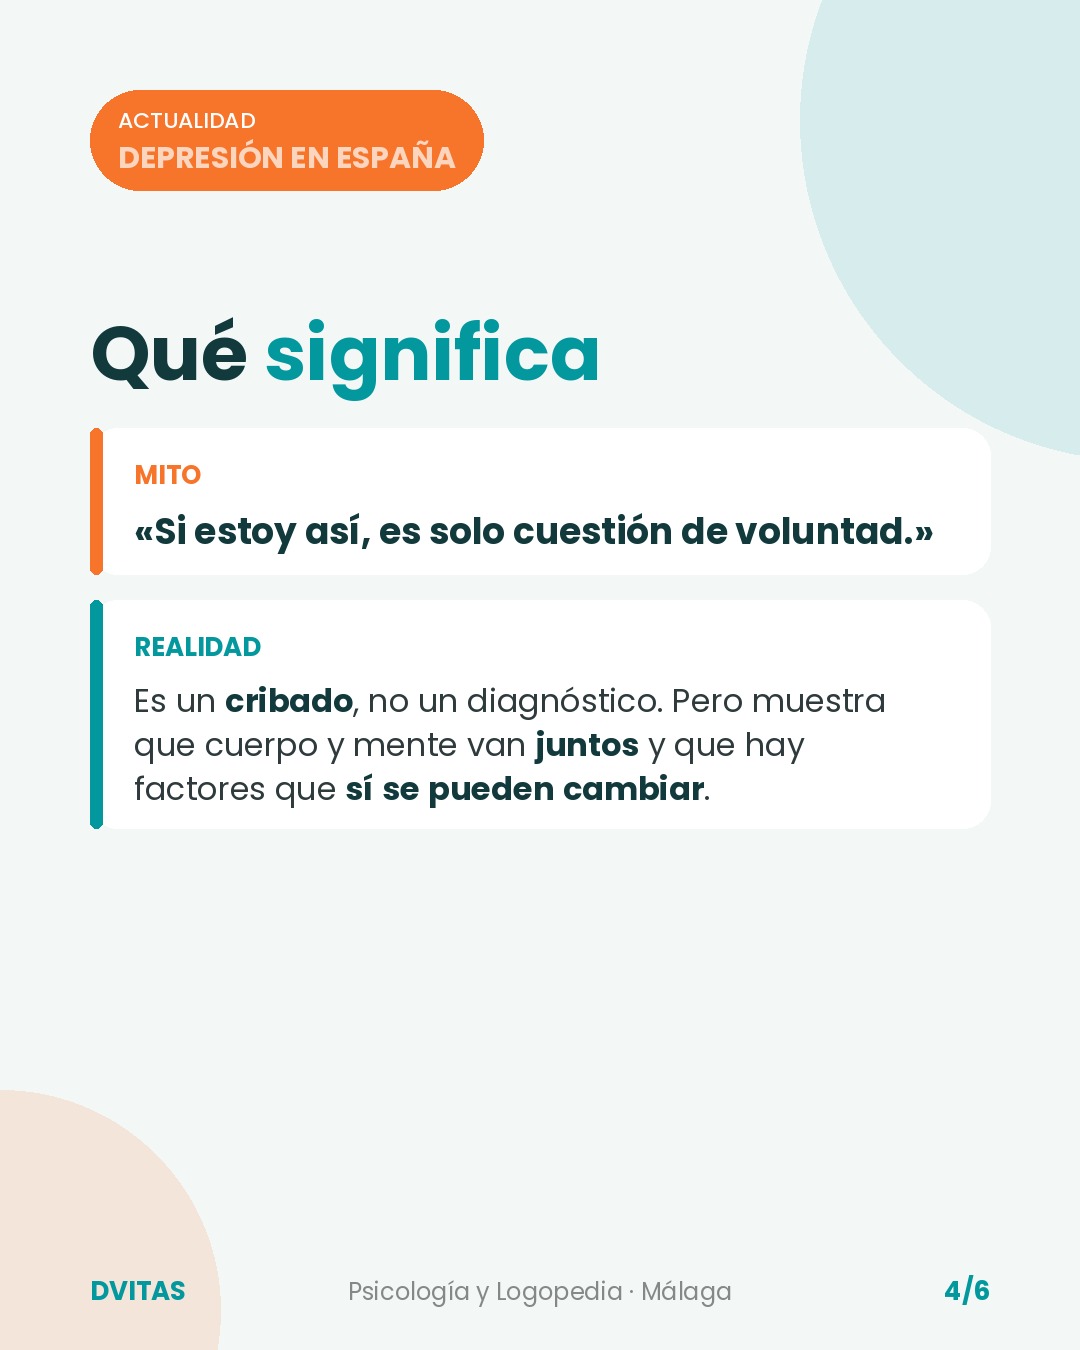 ACTUALIDAD
DEPRESIÓN EN ESPAÑA
Qué significa
MITO
«Si estoy así, es solo cuestión de voluntad.»
REALIDAD
Es un cribado, no un diagnóstico. Pero muestra
que cuerpo y mente van juntos y que hay
factores que sí se pueden cambiar.
DVITAS
Psicología y Logopedia · Málaga
4/6